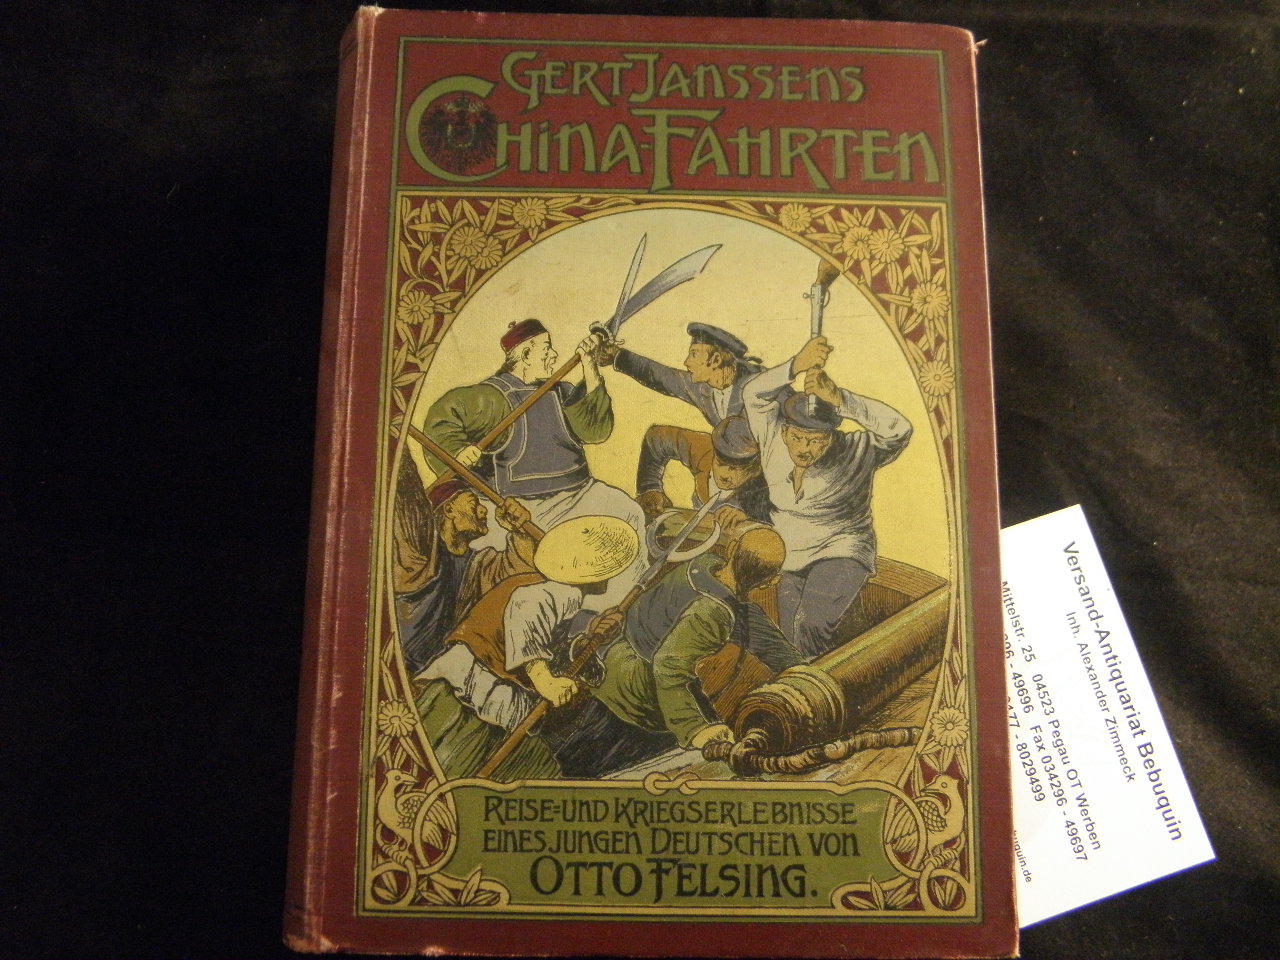 GERT JANSSENS
CHINA-FAHRTEN
REISE- UND KRIEGSERLEBNISSE
EINES JUNGEN DEUTSCHEN VON
OTTO FELSING.
Versand-Antiquariat Bebuquin
Inh. Alexander Zimmeck
Mittelstr. 25 04523 Pegau OT Werben
- 49696 Fax 034296 - 49697
- 8029499